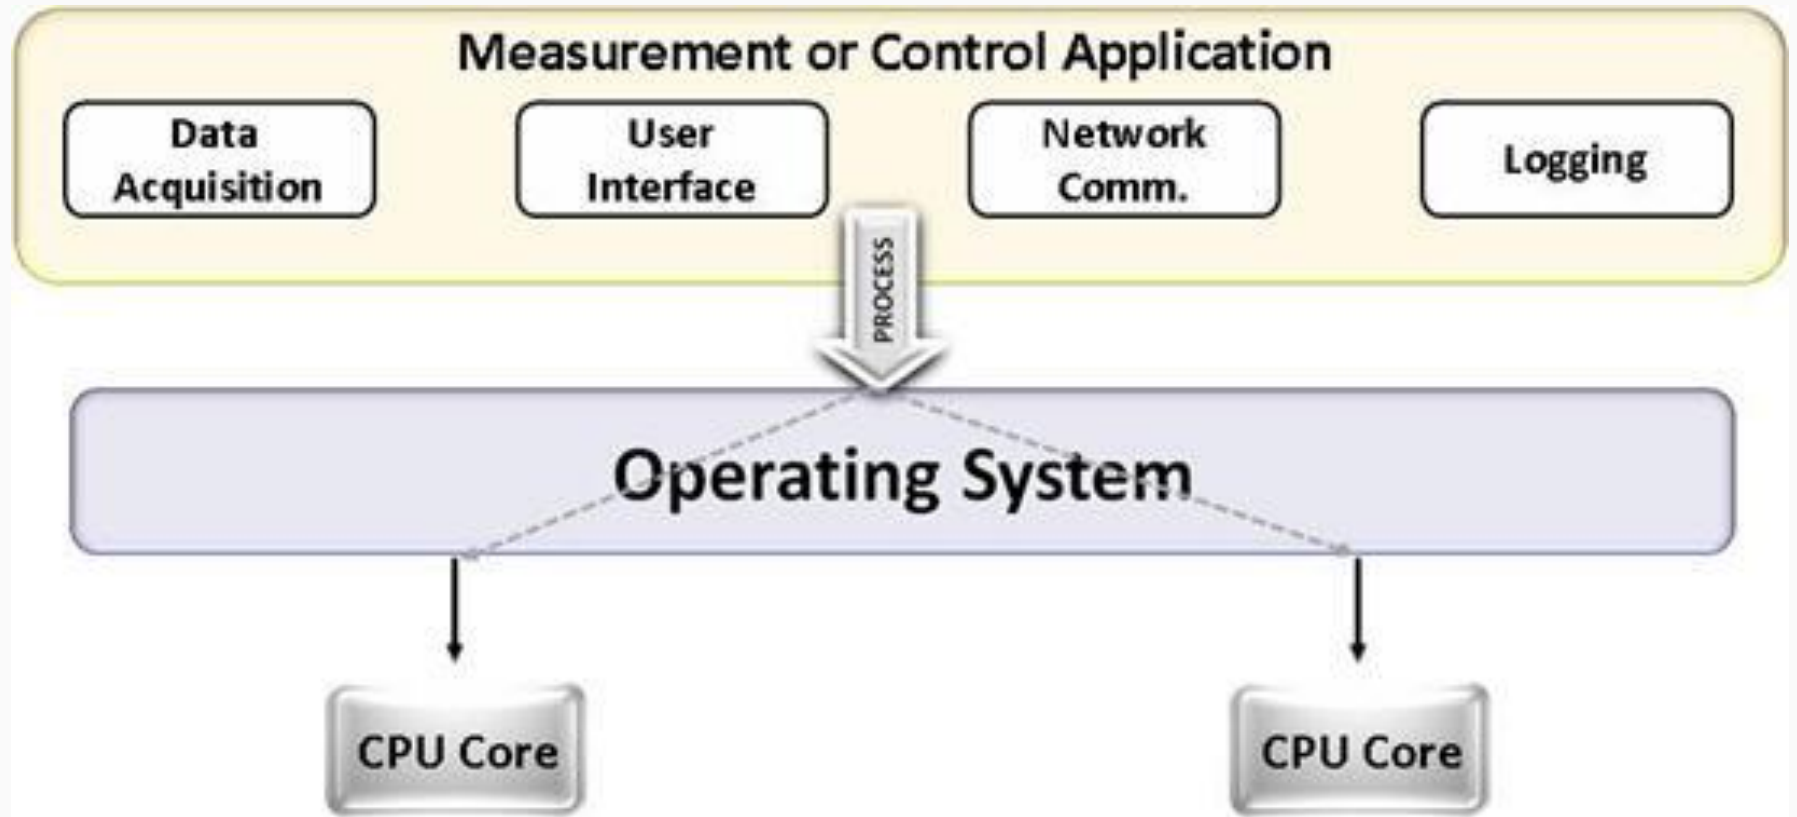 Measurement or Control Application
Data
Acquisition
User
Interface
Network
Comm.
Logging
PROCESS
Operating System
CPU Core
CPU Core